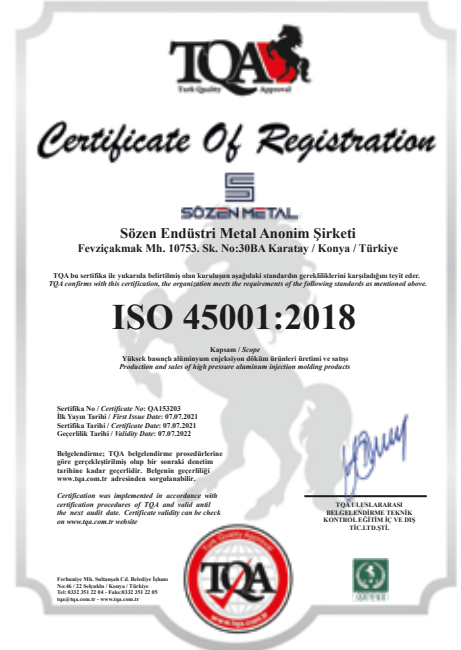 TQA
Turk Quality Approval
Certificate Of Registration
SÖZEN METAL
Sözen Endüstri Metal Anonim Şirketi
Fevziçakmak Mh. 10753. Sk. No:30BA Karatay / Konya / Türkiye
TQA bu sertifika ile yukarıda belirtilmiş olan kuruluşun aşağıdaki standardın gerekliliklerini karşıladığını teyit eder.
TQA confirms with this certification, the organization meets the requirements of the following standards as mentioned above.
ISO 45001:2018
Kapsam / Scope
Yüksek basınçlı alüminyum enjeksiyon döküm ürünleri üretimi ve satışı
Production and sales of high pressure aluminum injection molding products
Sertifika No / Certificate No: QA153203
İlk Yayın Tarihi / First Issue Date: 07.07.2021
Sertifika Tarihi / Certificate Date: 07.07.2021
Geçerlilik Tarihi / Validity Date: 07.07.2022
Belgelendirme; TQA belgelendirme prosedürlerine
göre gerçekleştirilmiş olup bir sonraki denetim
tarihine kadar geçerlidir. Belgenin geçerliliği
www.tqa.com.tr adresinden sorgulanabilir.
Certification was implemented in accordance with
certification procedures of TQA and valid until
the next audit date. Certificate validity can be check
on www.tqa.com.tr website
TQA ULUSLARARASI
BELGELENDİRME TEKNİK
KONTROL EĞİTİM İÇ VE DIŞ
TİC.LTD.ŞTİ.
Turk Quality Approval
TQA
www.tqa.com.tr
Ferhuniye Mh. Sultanşah Cd. Belediye İşhanı
No:46 / 22 Selçuklu / Konya / Türkiye
Tel: 0332 351 22 04 - Faks:0332 351 22 05
tqa@tqa.com.tr - www.tqa.com.tr